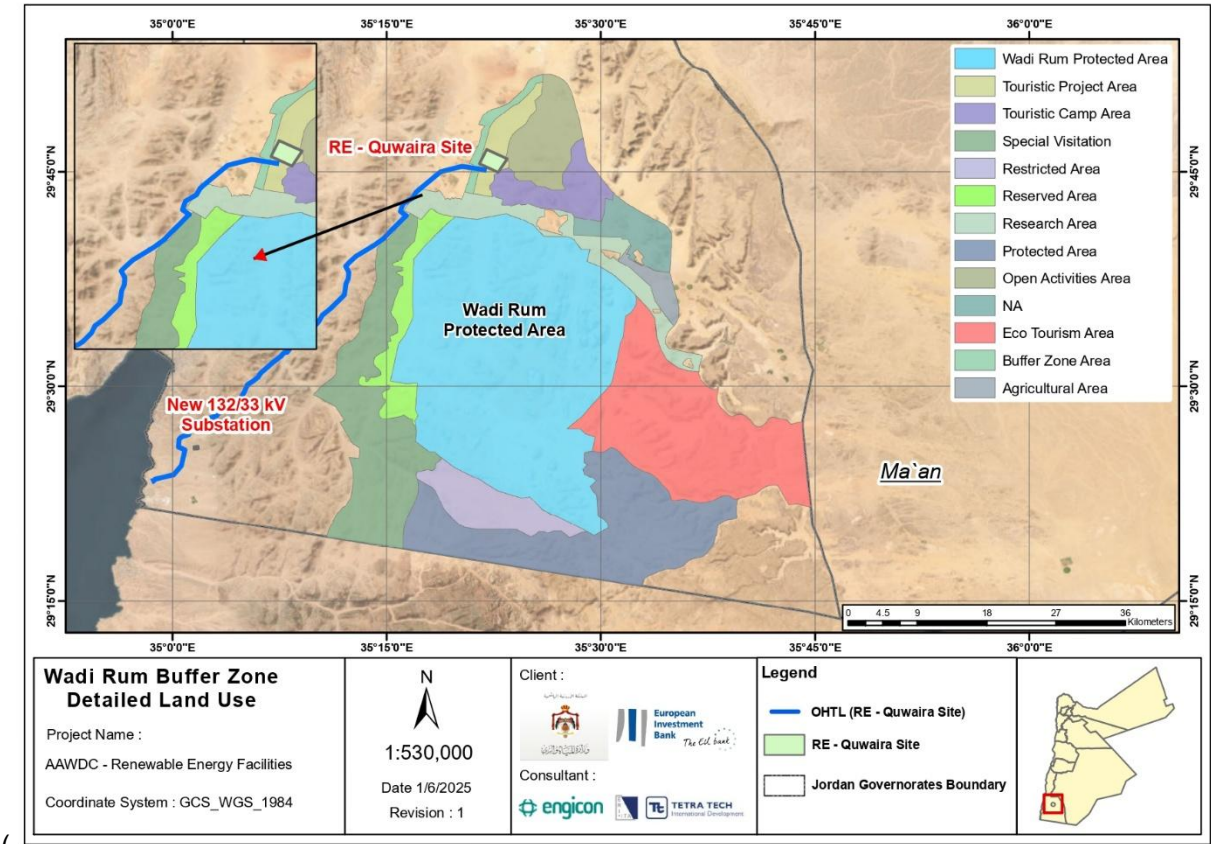 35°0'0"E
35°15'0"E
35°30'0"E
35°45'0"E
36°0'0"E
29°45'0"N
29°30'0"N
29°15'0"N
29°45'0"N
29°30'0"N
29°15'0"N
RE - Quwaira Site
Wadi Rum
Protected Area
New 132/33 kV
Substation
Ma`an
Wadi Rum Protected Area
Touristic Project Area
Touristic Camp Area
Special Visitation
Restricted Area
Reserved Area
Research Area
Protected Area
Open Activities Area
NA
Eco Tourism Area
Buffer Zone Area
Agricultural Area
0 4.5 9 18 27 36
Kilometers
35°0'0"E
35°15'0"E
35°30'0"E
35°45'0"E
36°0'0"E
Wadi Rum Buffer Zone
Detailed Land Use
Project Name :
AAWDC - Renewable Energy Facilities
Coordinate System : GCS_WGS_1984
N
1:530,000
Date 1/6/2025
Revision : 1
Client :
European
Investment
Bank
The EU bank
Consultant :
engicon
TETRA TECH
International Development
Legend
OHTL (RE - Quwaira Site)
RE - Quwaira Site
Jordan Governorates Boundary
(